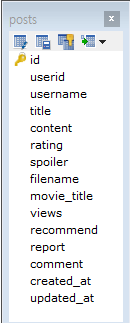 posts
id
userid
username
title
content
rating
spoiler
filename
movie_title
views
recommend
report
comment
created_at
updated_at